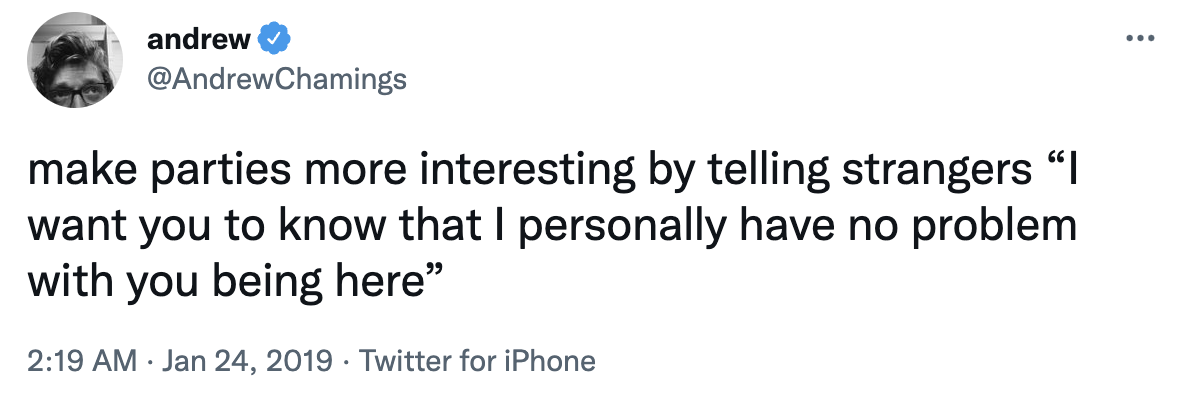 andrew
@AndrewChamings
make parties more interesting by telling strangers “I
want you to know that I personally have no problem
with you being here”
2:19 AM · Jan 24, 2019 · Twitter for iPhone